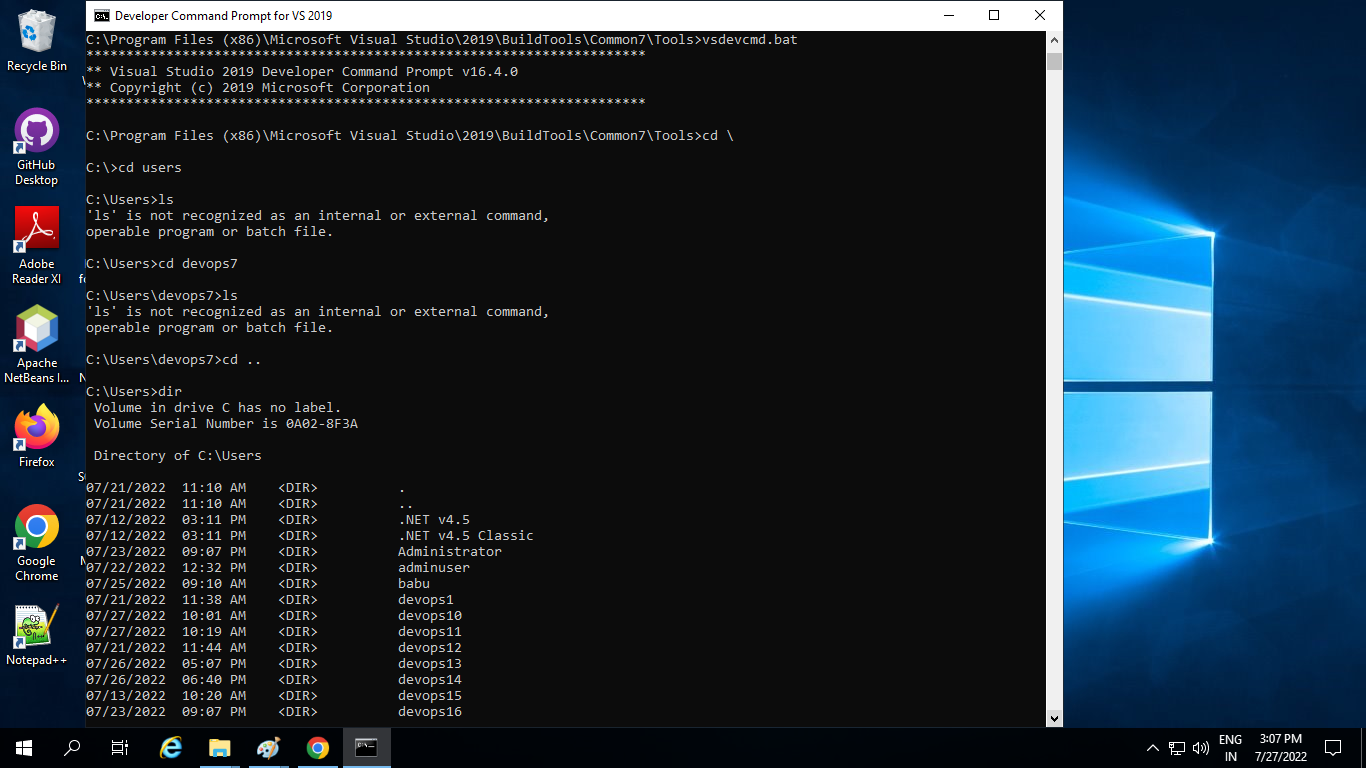 Developer Command Prompt for VS 2019
C:\Program Files (x86)\Microsoft Visual Studio\2019\BuildTools\Common7\Tools>vsdevcmd.bat
**********************************************************************
** Visual Studio 2019 Developer Command Prompt v16.4.0
** Copyright (c) 2019 Microsoft Corporation
**********************************************************************
C:\Program Files (x86)\Microsoft Visual Studio\2019\BuildTools\Common7\Tools>cd \
C:\>cd users
C:\Users>ls
'ls' is not recognized as an internal or external command,
operable program or batch file.
C:\Users>cd devops7
C:\Users\devops7>ls
'ls' is not recognized as an internal or external command,
operable program or batch file.
C:\Users\devops7>cd ..
C:\Users>dir
Volume in drive C has no label.
Volume Serial Number is 0A02-8F3A
Directory of C:\Users
07/21/2022  11:10 AM    <DIR>          .
07/21/2022  11:10 AM    <DIR>          ..
07/12/2022  03:11 PM    <DIR>          .NET v4.5
07/12/2022  03:11 PM    <DIR>          .NET v4.5 Classic
07/23/2022  09:07 PM    <DIR>          Administrator
07/22/2022  12:32 PM    <DIR>          adminuser
07/25/2022  09:10 AM    <DIR>          babu
07/21/2022  11:38 AM    <DIR>          devops1
07/27/2022  10:01 AM    <DIR>          devops10
07/27/2022  10:19 AM    <DIR>          devops11
07/21/2022  11:44 AM    <DIR>          devops12
07/26/2022  05:07 PM    <DIR>          devops13
07/26/2022  06:40 PM    <DIR>          devops14
07/13/2022  10:20 AM    <DIR>          devops15
07/23/2022  09:07 PM    <DIR>          devops16
Recycle Bin
GitHub
Desktop
Adobe
Reader XI
Apache
NetBeans I...
Firefox
Google
Chrome
Notepad++
ENG
IN
3:07 PM
7/27/2022